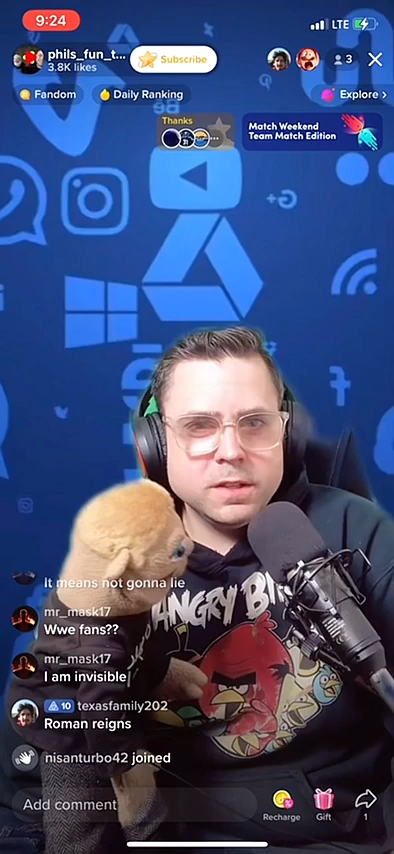 9:24
LTE
phils_fun_t...
3.8K likes
Subscribe
3
Fandom
Daily Ranking
Explore >
Thanks
Match Weekend
Team Match Edition
G+
It means not gonna lie
ANGRY BI
mr_mask17
Wwe fans??
mr_mask17
I am invisible
10 texasfamily202
Roman reigns
nisanturbo42 joined
Add comment
Recharge
Gift
1